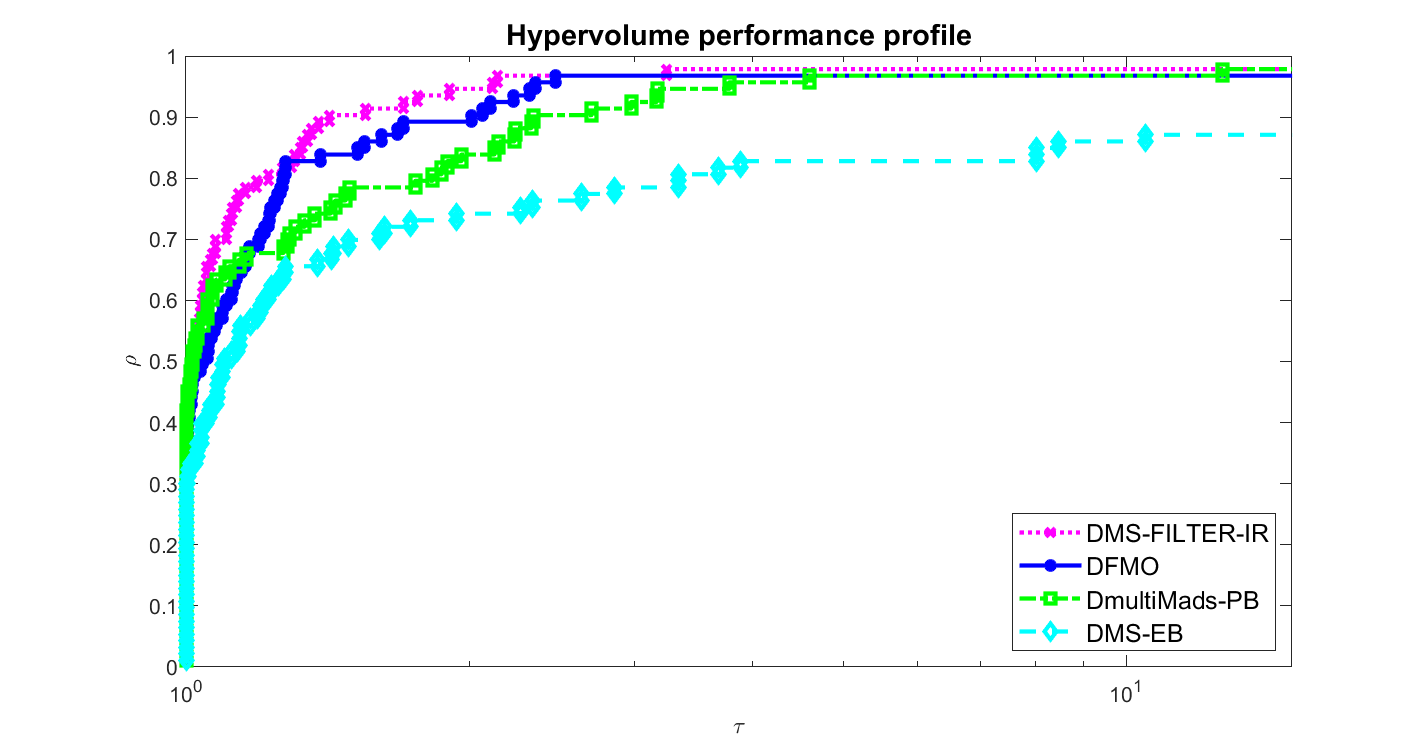 Hypervolume performance profile
1
0.9
0.8
0.7
0.6
0.5
0.4
0.3
0.2
0.1
0
ρ
10^0
10^1
τ
DMS-FILTER-IR
DFMO
DmultiMads-PB
DMS-EB